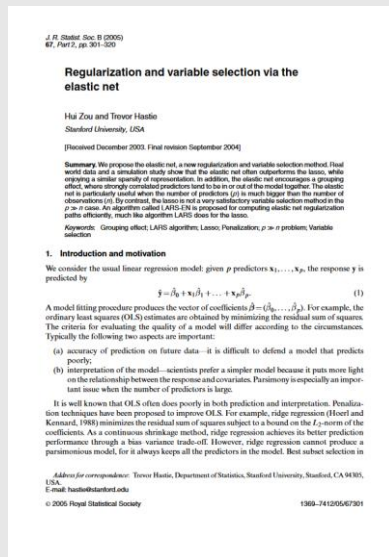 J. R. Statist. Soc. B (2005)
67, Part 2, pp. 301–320
Regularization and variable selection via the
elastic net
Hui Zou and Trevor Hastie
Stanford University, USA
[Received December 2003. Final revision September 2004]
Summary. We propose the elastic net, a new regularization and variable selection method. Real
world data and a simulation study show that the elastic net often outperforms the lasso, while
enjoying a similar sparsity of representation. In addition, the elastic net encourages a grouping
effect, where strongly correlated predictors tend to be in or out of the model together. The elastic
net is particularly useful when the number of predictors (p) is much bigger than the number of
observations (n). By contrast, the lasso is not a very satisfactory variable selection method in the
p ≫ n case. An algorithm called LARS-EN is proposed for computing elastic net regularization
paths efficiently, much like algorithm LARS does for the lasso.
Keywords: Grouping effect; LARS algorithm; Lasso; Penalization; p ≫ n problem; Variable
selection
1. Introduction and motivation
We consider the usual linear regression model: given p predictors x₁, . . . , xₚ, the response y is
predicted by
ŷ = β̂₀ + x₁β̂₁ + . . . + xₚβ̂ₚ. (1)
A model fitting procedure produces the vector of coefficients β̂ = (β̂₀, . . . , β̂ₚ). For example, the
ordinary least squares (OLS) estimates are obtained by minimizing the residual sum of squares.
The criteria for evaluating the quality of a model will differ according to the circumstances.
Typically the following two aspects are important:
(a) accuracy of prediction on future data—it is difficult to defend a model that predicts
poorly;
(b) interpretation of the model—scientists prefer a simpler model because it puts more light
on the relationship between the response and covariates. Parsimony is especially an impor-
tant issue when the number of predictors is large.
It is well known that OLS often does poorly in both prediction and interpretation. Penaliza-
tion techniques have been proposed to improve OLS. For example, ridge regression (Hoerl and
Kennard, 1988) minimizes the residual sum of squares subject to a bound on the L₂-norm of the
coefficients. As a continuous shrinkage method, ridge regression achieves its better prediction
performance through a bias–variance trade-off. However, ridge regression cannot produce a
parsimonious model, for it always keeps all the predictors in the model. Best subset selection in
Address for correspondence: Trevor Hastie, Department of Statistics, Stanford University, Stanford, CA 94305,
USA.
E-mail: hastie@stanford.edu
© 2005 Royal Statistical Society 1369–7412/05/67301